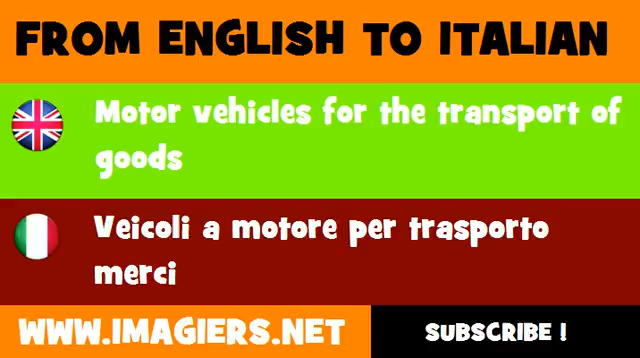 FROM ENGLISH TO ITALIAN
Motor vehicles for the transport of
goods
Veicoli a motore per trasporto
merci
WWW.IMAGIERS.NET
SUBSCRIBE !